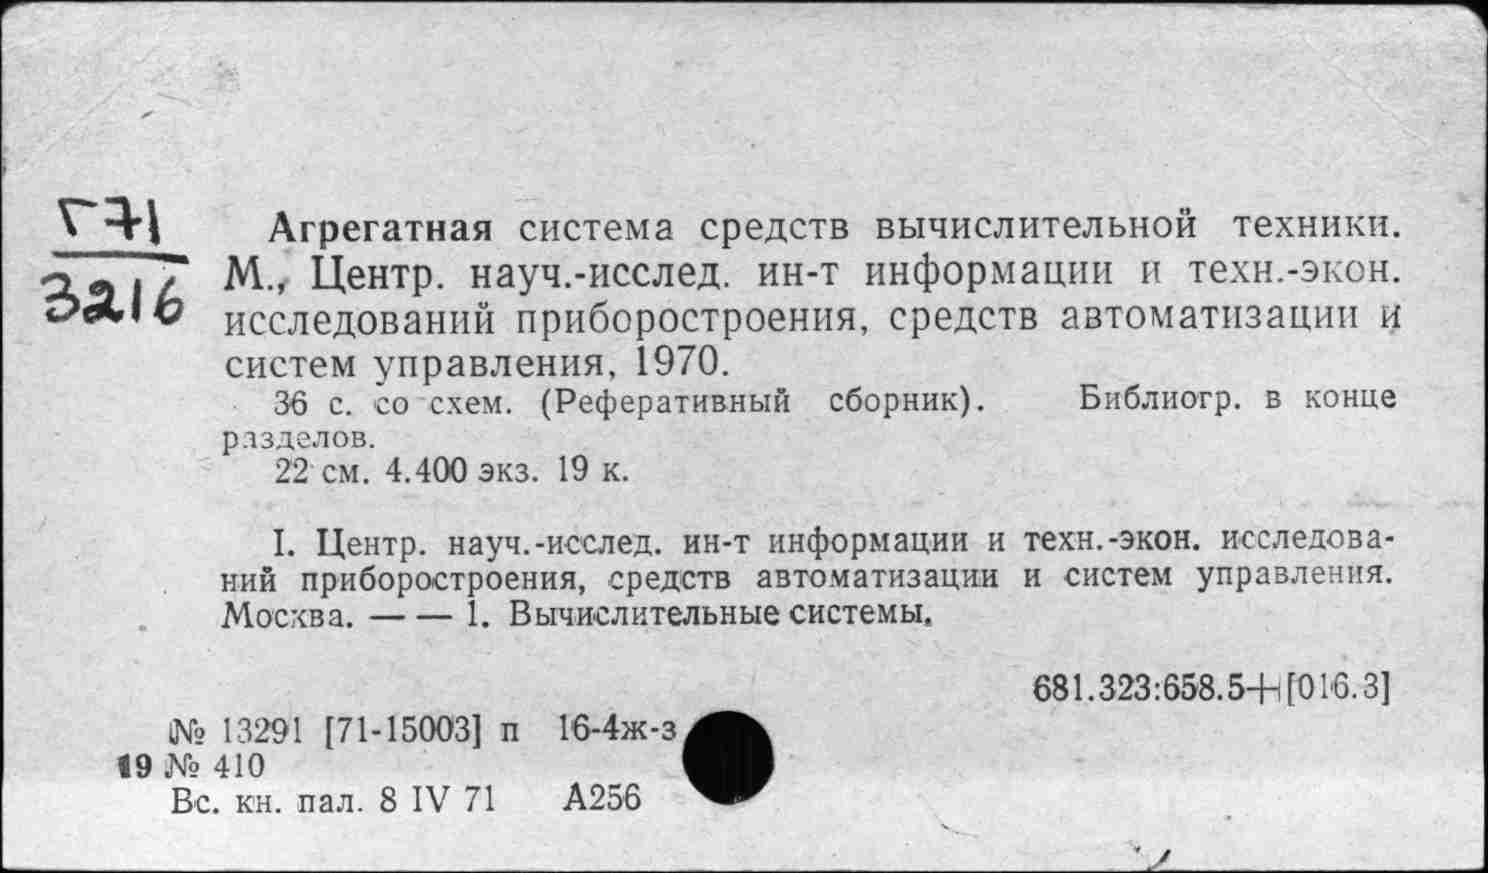 Г71
3216
Агрегатная система средств вычислительной техники.
М., Центр. науч.-исслед. ин-т информации и техн.-экон.
исследований приборостроения, средств автоматизации и
систем управления, 1970.
36 с. со схем. (Реферативный сборник). Библиогр. в конце
разделов.
22 см. 4.400 экз. 19 к.
I. Центр. науч.-исслед. ин-т информации и техн.-экон. исследова-
ний приборостроения, средств автоматизации и систем управления.
Москва. — — 1. Вычислительные системы.
681.323:658.5+[016.3]
№ 13291 [71-15003] п 16-4ж-з
19 № 410
Вс. кн. пал. 8 IV 71 А256